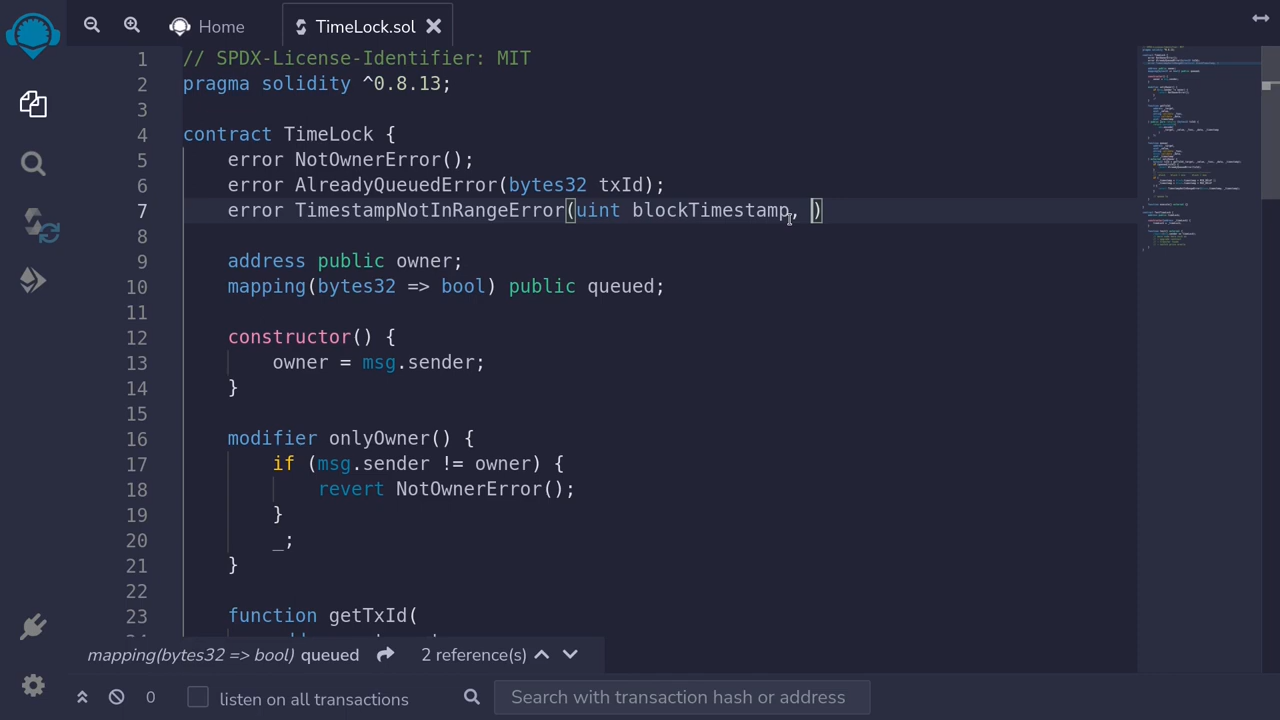 Home
TimeLock.sol
1 // SPDX-License-Identifier: MIT
2 pragma solidity ^0.8.13;
3
4 contract TimeLock {
5 error NotOwnerError();
6 error AlreadyQueuedError(bytes32 txId);
7 error TimestampNotInRangeError(uint blockTimestamp, )
8
9 address public owner;
10 mapping(bytes32 => bool) public queued;
11
12 constructor() {
13 owner = msg.sender;
14 }
15
16 modifier onlyOwner() {
17 if (msg.sender != owner) {
18 revert NotOwnerError();
19 }
20 _;
21 }
22
23 function getTxId(
mapping(bytes32 => bool) queued 2 reference(s)
0 listen on all transactions Search with transaction hash or address